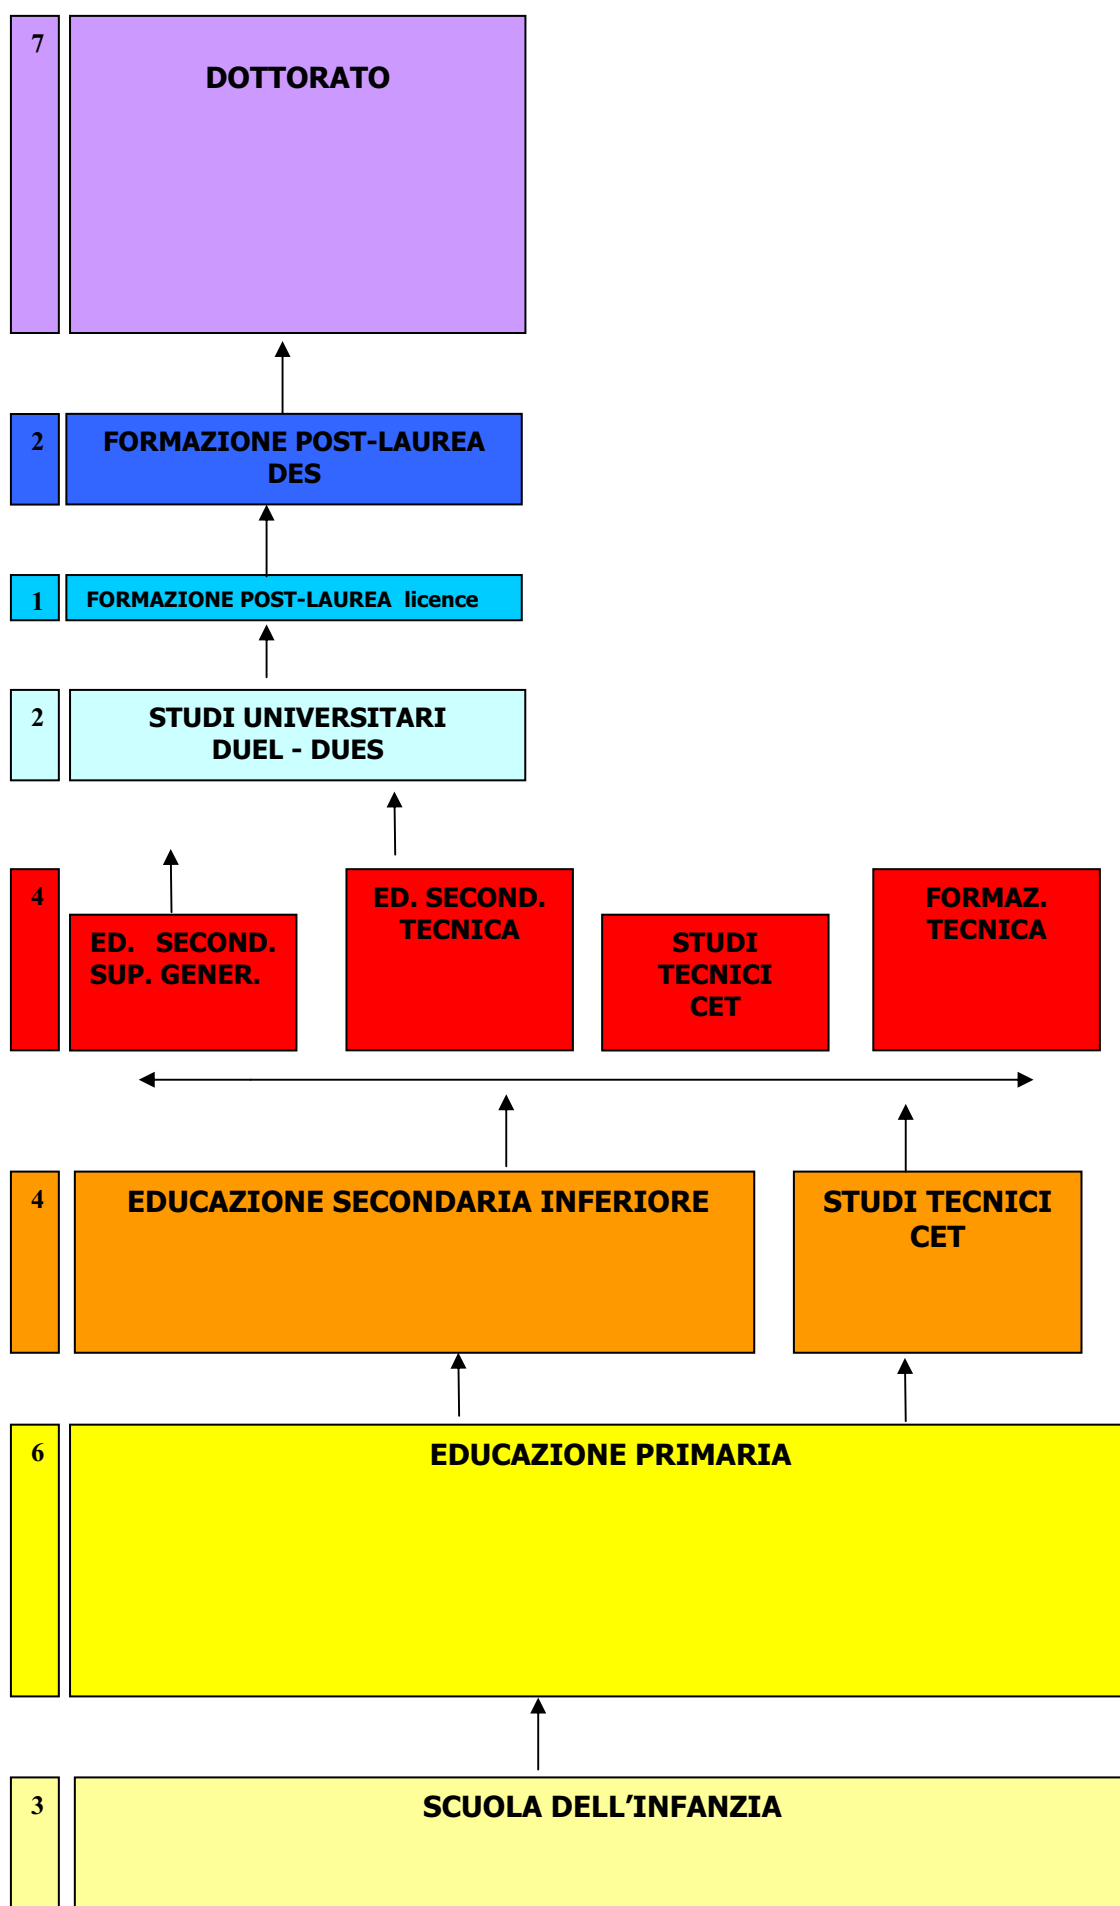 7
DOTTORATO
2
FORMAZIONE POST-LAUREA
DES
1
FORMAZIONE POST-LAUREA licence
2
STUDI UNIVERSITARI
DUEL - DUES
4
ED. SECOND.
SUP. GENER.
ED. SECOND.
TECNICA
STUDI
TECNICI
CET
FORMAZ.
TECNICA
4
EDUCAZIONE SECONDARIA INFERIORE
STUDI TECNICI
CET
6
EDUCAZIONE PRIMARIA
3
SCUOLA DELL’INFANZIA